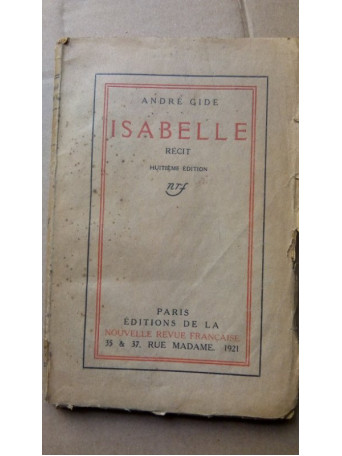 ANDRÉ GIDE
ISABELLE
RÉCIT
HUITIÈME ÉDITION
nrf
PARIS
ÉDITIONS DE LA
NOUVELLE REVUE FRANÇAISE
35 & 37, RUE MADAME. 1921